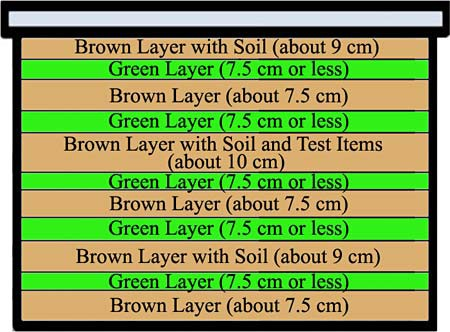 Brown Layer with Soil (about 9 cm)
Green Layer (7.5 cm or less)
Brown Layer (about 7.5 cm)
Green Layer (7.5 cm or less)
Brown Layer with Soil and Test Items
(about 10 cm)
Green Layer (7.5 cm or less)
Brown Layer (about 7.5 cm)
Green Layer (7.5 cm or less)
Brown Layer with Soil (about 9 cm)
Green Layer (7.5 cm or less)
Brown Layer (about 7.5 cm)